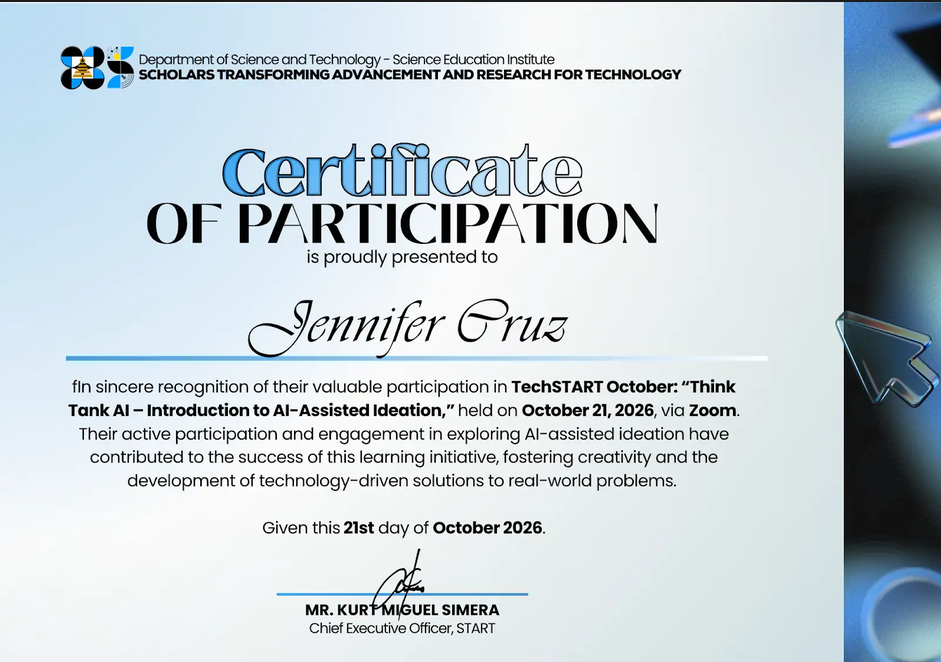 Department of Science and Technology - Science Education Institute
SCHOLARS TRANSFORMING ADVANCEMENT AND RESEARCH FOR TECHNOLOGY
Certificate
OF PARTICIPATION
is proudly presented to
Jennifer Cruz
fIn sincere recognition of their valuable participation in TechSTART October: “Think
Tank AI – Introduction to AI-Assisted Ideation,” held on October 21, 2026, via Zoom.
Their active participation and engagement in exploring AI-assisted ideation have
contributed to the success of this learning initiative, fostering creativity and the
development of technology-driven solutions to real-world problems.
Given this 21st day of October 2026.
MR. KURT MIGUEL SIMERA
Chief Executive Officer, START